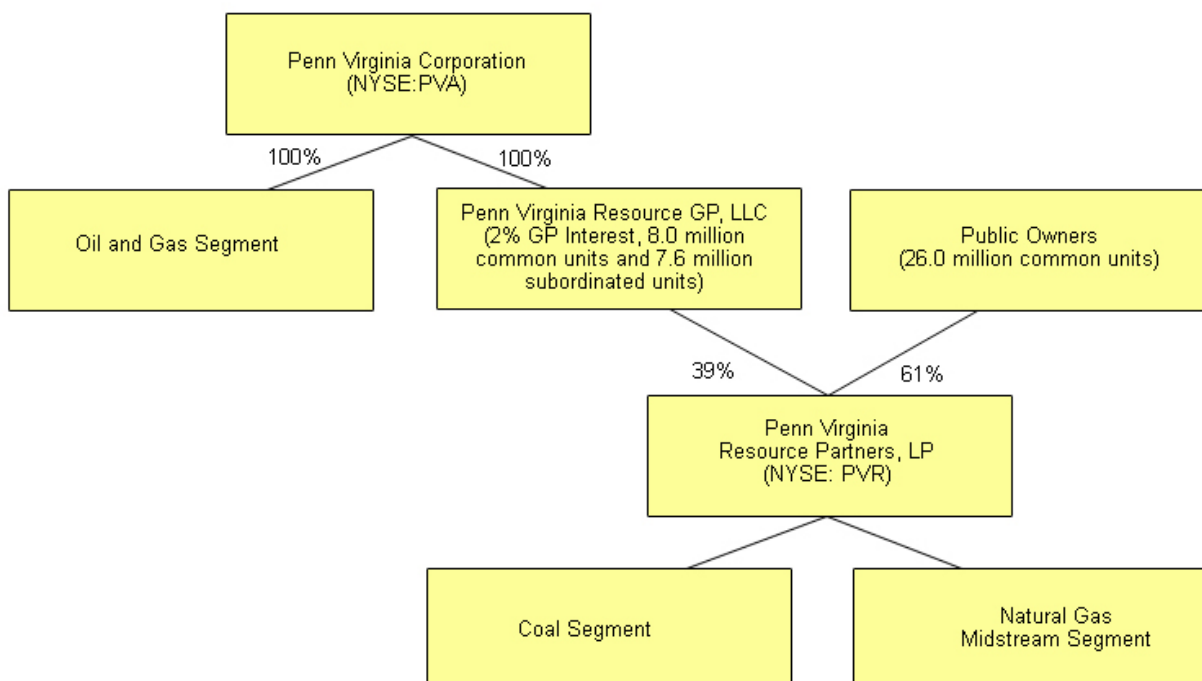 Penn Virginia Corporation
(NYSE:PVA)
100%
100%
Oil and Gas Segment
Penn Virginia Resource GP, LLC
(2% GP Interest, 8.0 million
common units and 7.6 million
subordinated units)
Public Owners
(26.0 million common units)
39%
61%
Penn Virginia
Resource Partners, LP
(NYSE: PVR)
Coal Segment
Natural Gas
Midstream Segment